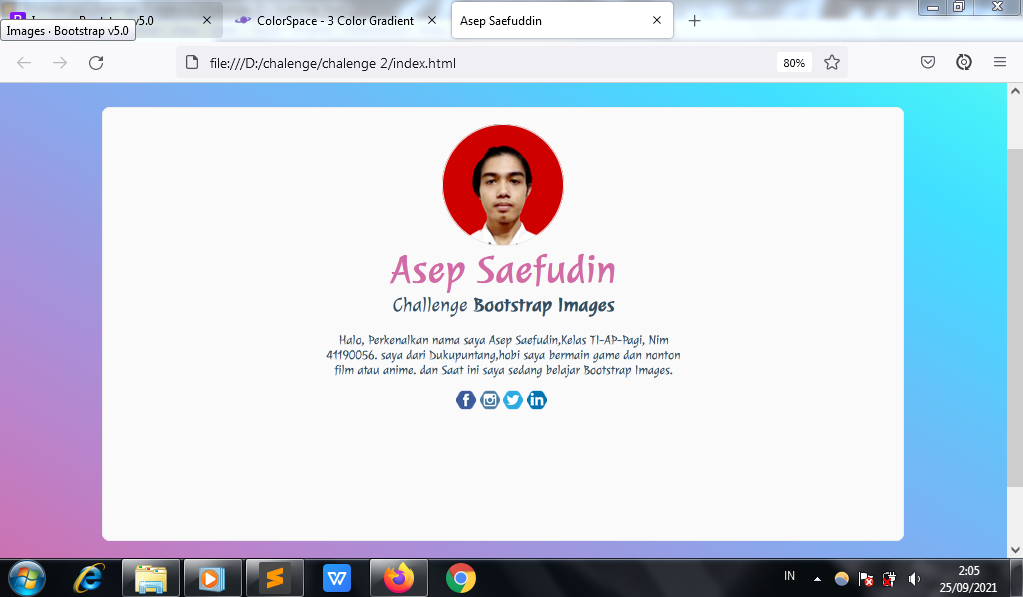 v5.0
ColorSpace - 3 Color Gradient
Asep Saefuddin
Images · Bootstrap v5.0
file:///D:/chalenge/chalenge 2/index.html
80%
Asep Saefudin
Challenge Bootstrap Images
Halo, Perkenalkan nama saya Asep Saefudin,Kelas TI-AP-Pagi, Nim
41190056. saya dari Dukupuntang,hobi saya bermain game dan nonton
film atau anime. dan Saat ini saya sedang belajar Bootstrap Images.
IN
2:05
25/09/2021